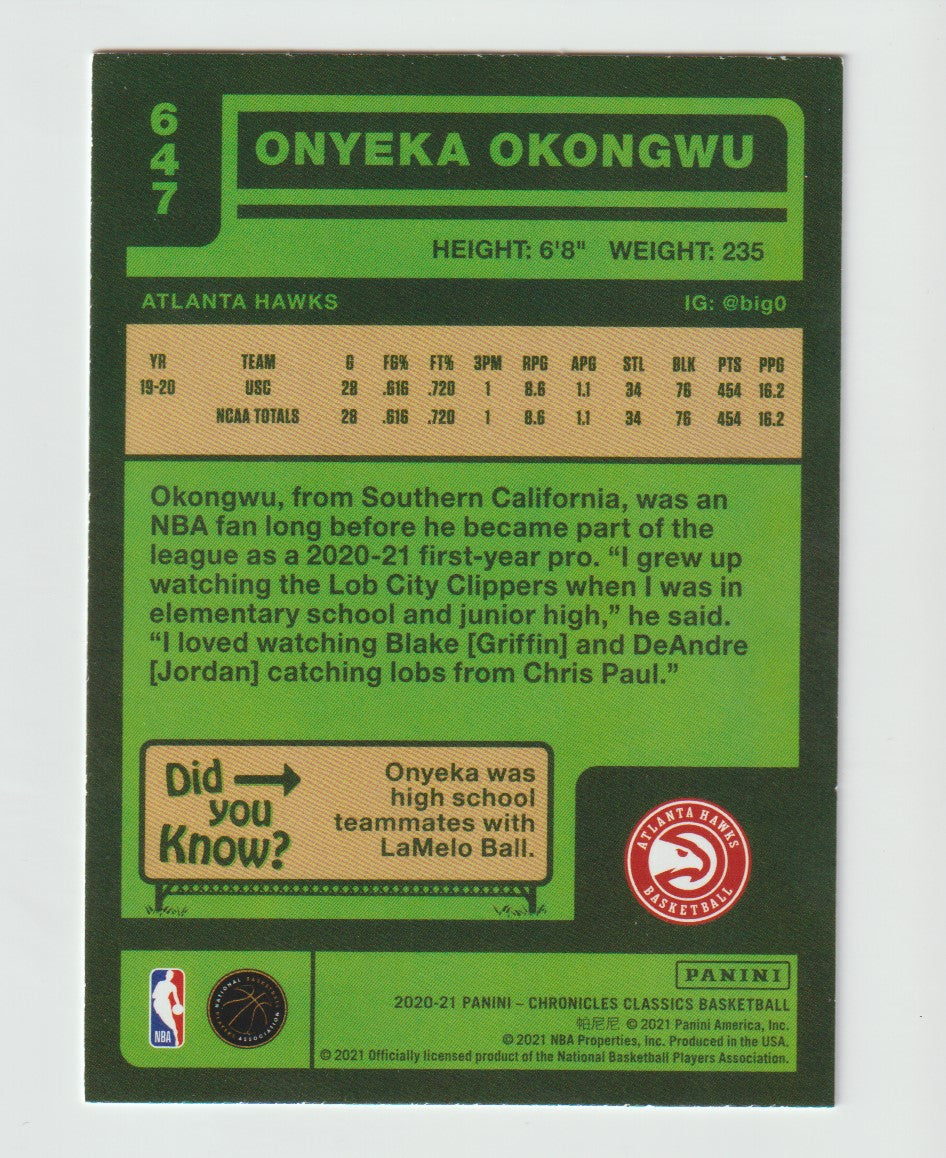 647
ONYEKA OKONGWU
HEIGHT: 6'8" WEIGHT: 235
ATLANTA HAWKS IG: @big0
YR TEAM G FG% FT% 3PM RPG APG STL BLK PTS PPG
19-20 USC 28 .616 .720 1 8.6 1.1 34 76 454 16.2
NCAA TOTALS 28 .616 .720 1 8.6 1.1 34 76 454 16.2
Okongwu, from Southern California, was an
NBA fan long before he became part of the
league as a 2020-21 first-year pro. “I grew up
watching the Lob City Clippers when I was in
elementary school and junior high,” he said.
“I loved watching Blake [Griffin] and DeAndre
[Jordan] catching lobs from Chris Paul.”
Did
you
Know?
Onyeka was
high school
teammates with
LaMelo Ball.
ATLANTA HAWKS
BASKETBALL
NBA
NATIONAL BASKETBALL
PLAYERS ASSOCIATION
PANINI
2020-21 PANINI – CHRONICLES CLASSICS BASKETBALL
帕尼尼 © 2021 Panini America, Inc.
© 2021 NBA Properties, Inc. Produced in the USA.
© 2021 Officially licensed product of the National Basketball Players Association.